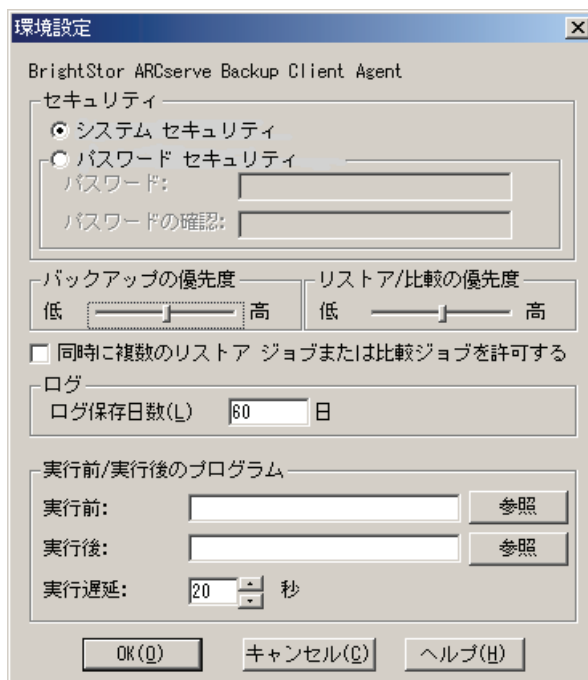 環境設定
BrightStor ARCserve Backup Client Agent
セキュリティ
システム セキュリティ
パスワード セキュリティ
パスワード:
パスワードの確認:
バックアップの優先度
低 高
リストア/比較の優先度
低 高
同時に複数のリストア ジョブまたは比較ジョブを許可する
ログ
ログ保存日数(L) 60 日
実行前/実行後のプログラム
実行前: 参照
実行後: 参照
実行遅延: 20 秒
OK(O) キャンセル(C) ヘルプ(H)